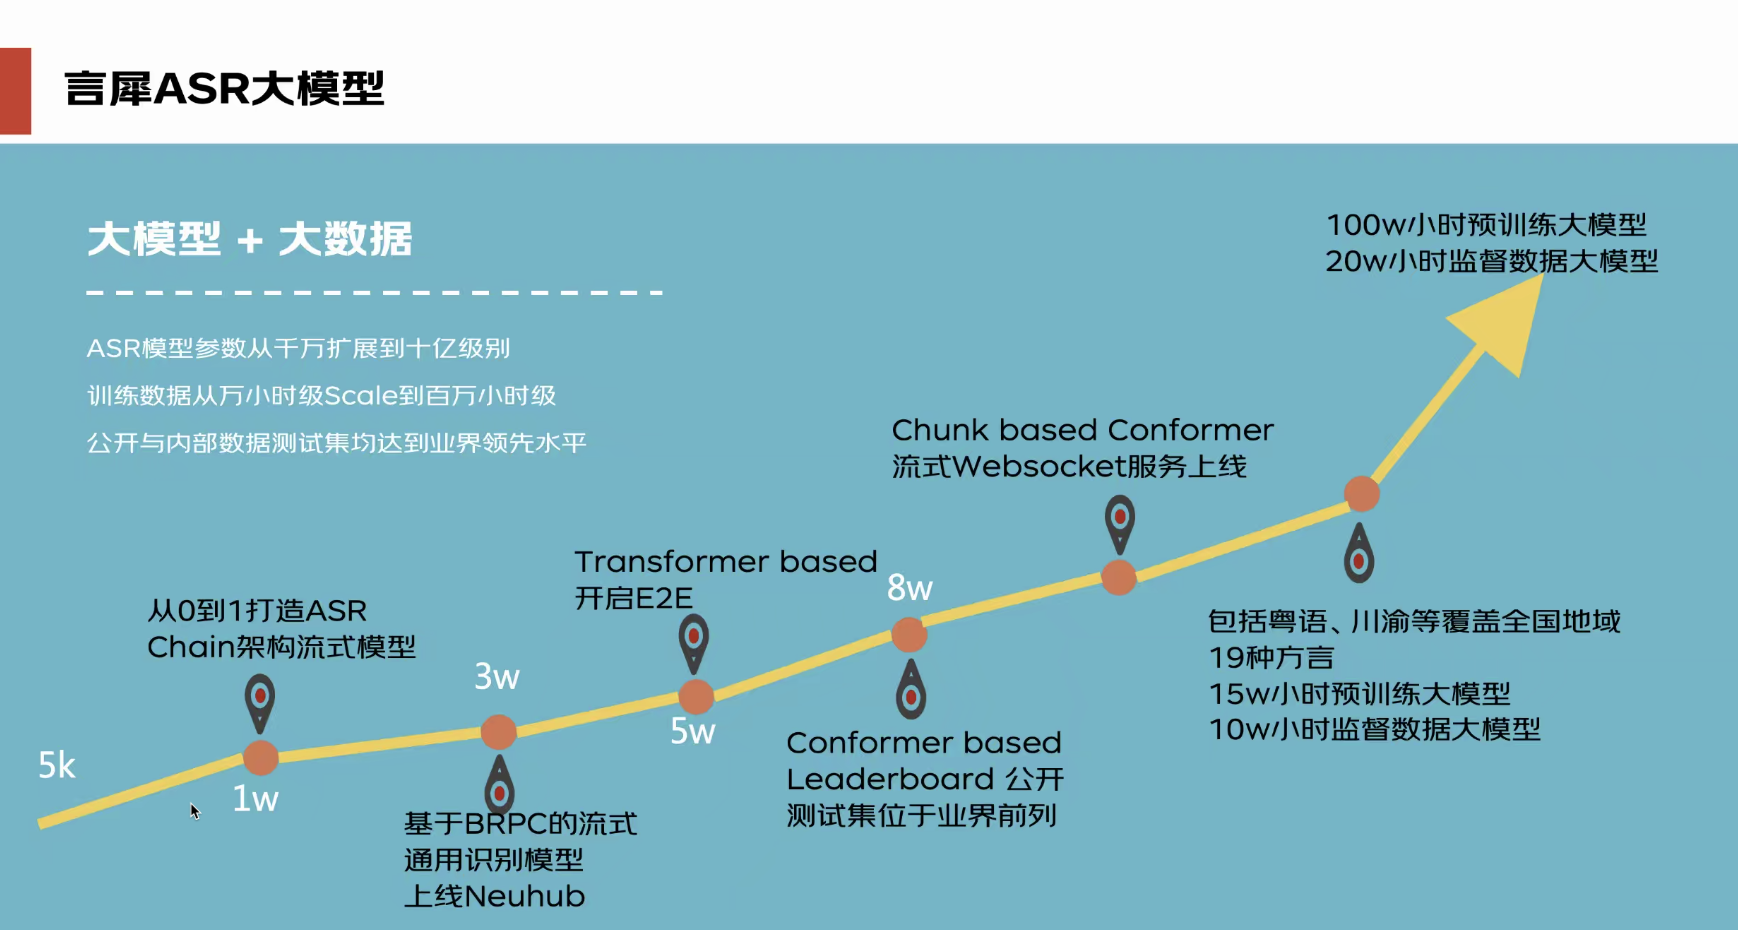 言犀ASR大模型
大模型 + 大数据
ASR模型参数从千万扩展到十亿级别
训练数据从万小时级Scale到百万小时级
公开与内部数据测试集均达到业界领先水平
100w小时预训练大模型
20w小时监督数据大模型
Chunk based Conformer
流式Websocket服务上线
Transformer based
开启E2E
8w
从0到1打造ASR
Chain架构流式模型
3w
5w
5k
1w
包括粤语、川渝等覆盖全国地域
19种方言
15w小时预训练大模型
10w小时监督数据大模型
Conformer based
Leaderboard 公开
测试集位于业界前列
基于BRPC的流式
通用识别模型
上线Neuhub